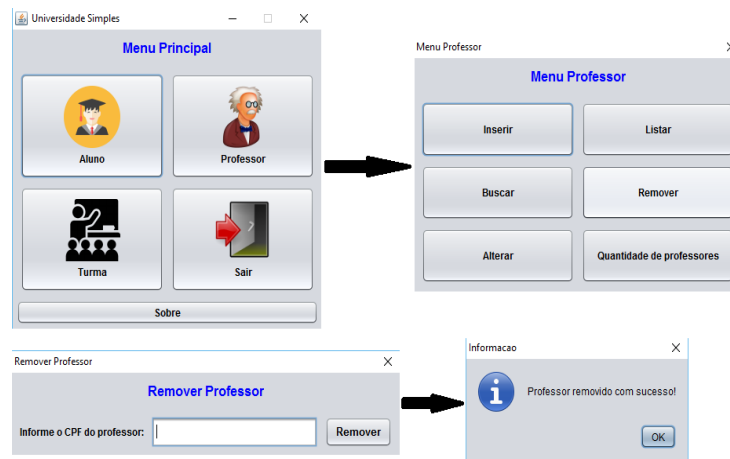 Universidade Simples
Menu Principal
Aluno
Professor
Turma
Sair
Sobre
Menu Professor
Menu Professor
Inserir
Listar
Buscar
Remover
Alterar
Quantidade de professores
Remover Professor
Remover Professor
Informe o CPF do professor:
Remover
Informacao
Professor removido com sucesso!
OK